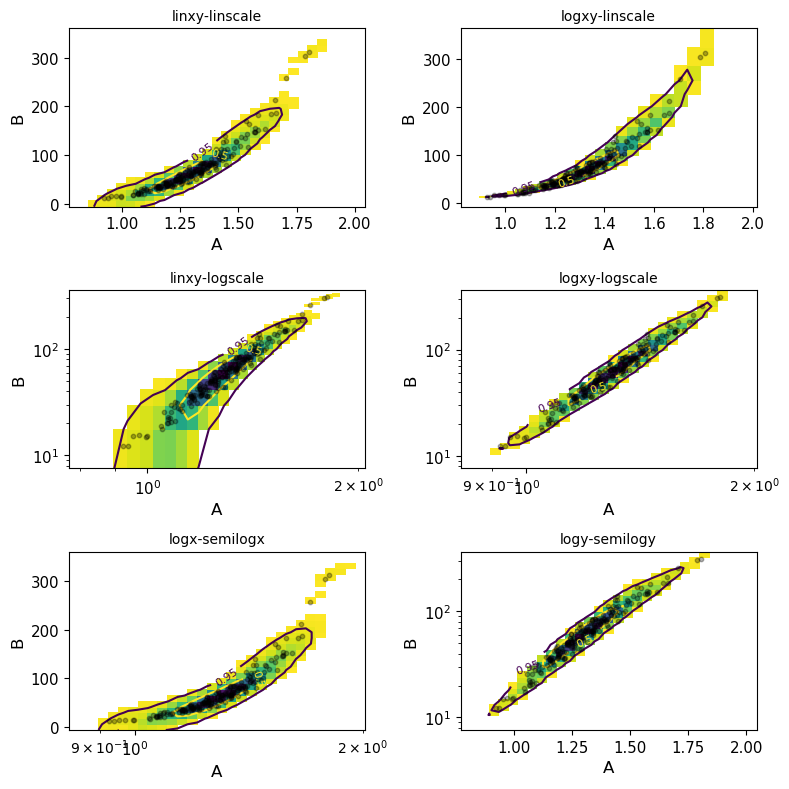 linxy-linscale
logxy-linscale
300
200
100
0
B
0.95
0.5
1.00
1.25
1.50
1.75
2.00
A
300
200
100
0
B
0.95
0.5
1.0
1.2
1.4
1.6
1.8
2.0
A
linxy-logscale
logxy-logscale
10²
10¹
B
0.95
0.5
10⁰
2 × 10⁰
A
10²
10¹
B
0.95
0.5
9 × 10⁻¹
10⁰
2 × 10⁰
A
logx-semilogx
logy-semilogy
300
200
100
0
B
0.95
9 × 10⁻¹
10⁰
2 × 10⁰
A
10²
10¹
B
0.95
0.5
1.00
1.25
1.50
1.75
2.00
A